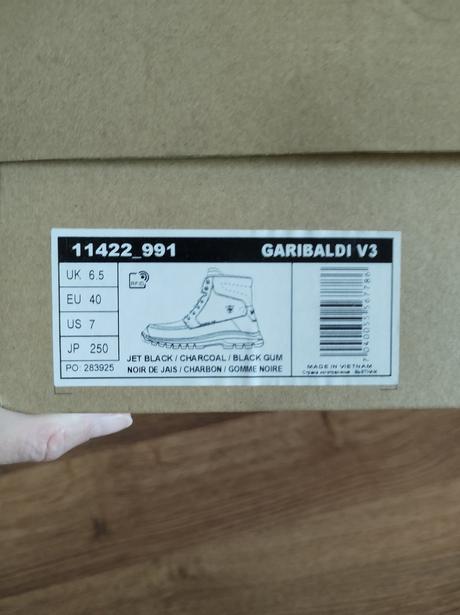 11422_991 GARIBALDI V3
UK 6.5
EU 40
US 7
JP 250
PO: 283925
RFID
JET BLACK / CHARCOAL / BLACK GUM
NOIR DE JAIS / CHARBON / GOMME NOIRE
MADE IN VIETNAM